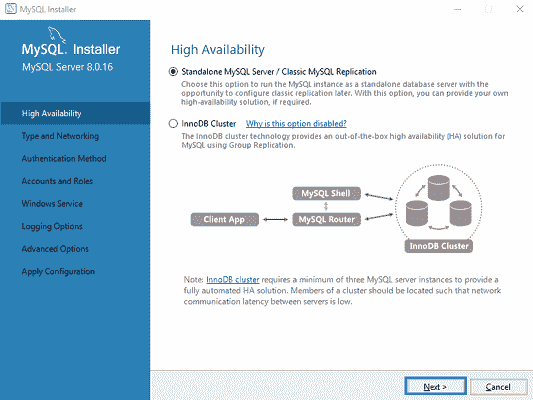 MySQL Installer
MySQL. Installer
MySQL Server 8.0.16
High Availability
Type and Networking
Authentication Method
Accounts and Roles
Windows Service
Logging Options
Advanced Options
Apply Configuration
High Availability
Standalone MySQL Server / Classic MySQL Replication
Choose this option to run the MySQL instance as a standalone database server with the
opportunity to configure classic replication later. With this option, you can provide your own
high-availability solution, if required.
InnoDB Cluster Why is this option disabled?
The InnoDB cluster technology provides an out-of-the-box high availability (HA) solution for
MySQL using Group Replication.
MySQL Shell
Client App
MySQL Router
InnoDB Cluster
Note: InnoDB cluster requires a minimum of three MySQL server instances to provide a
fully automated HA solution. Members of a cluster should be located such that network
communication latency between servers is low.
Next >
Cancel